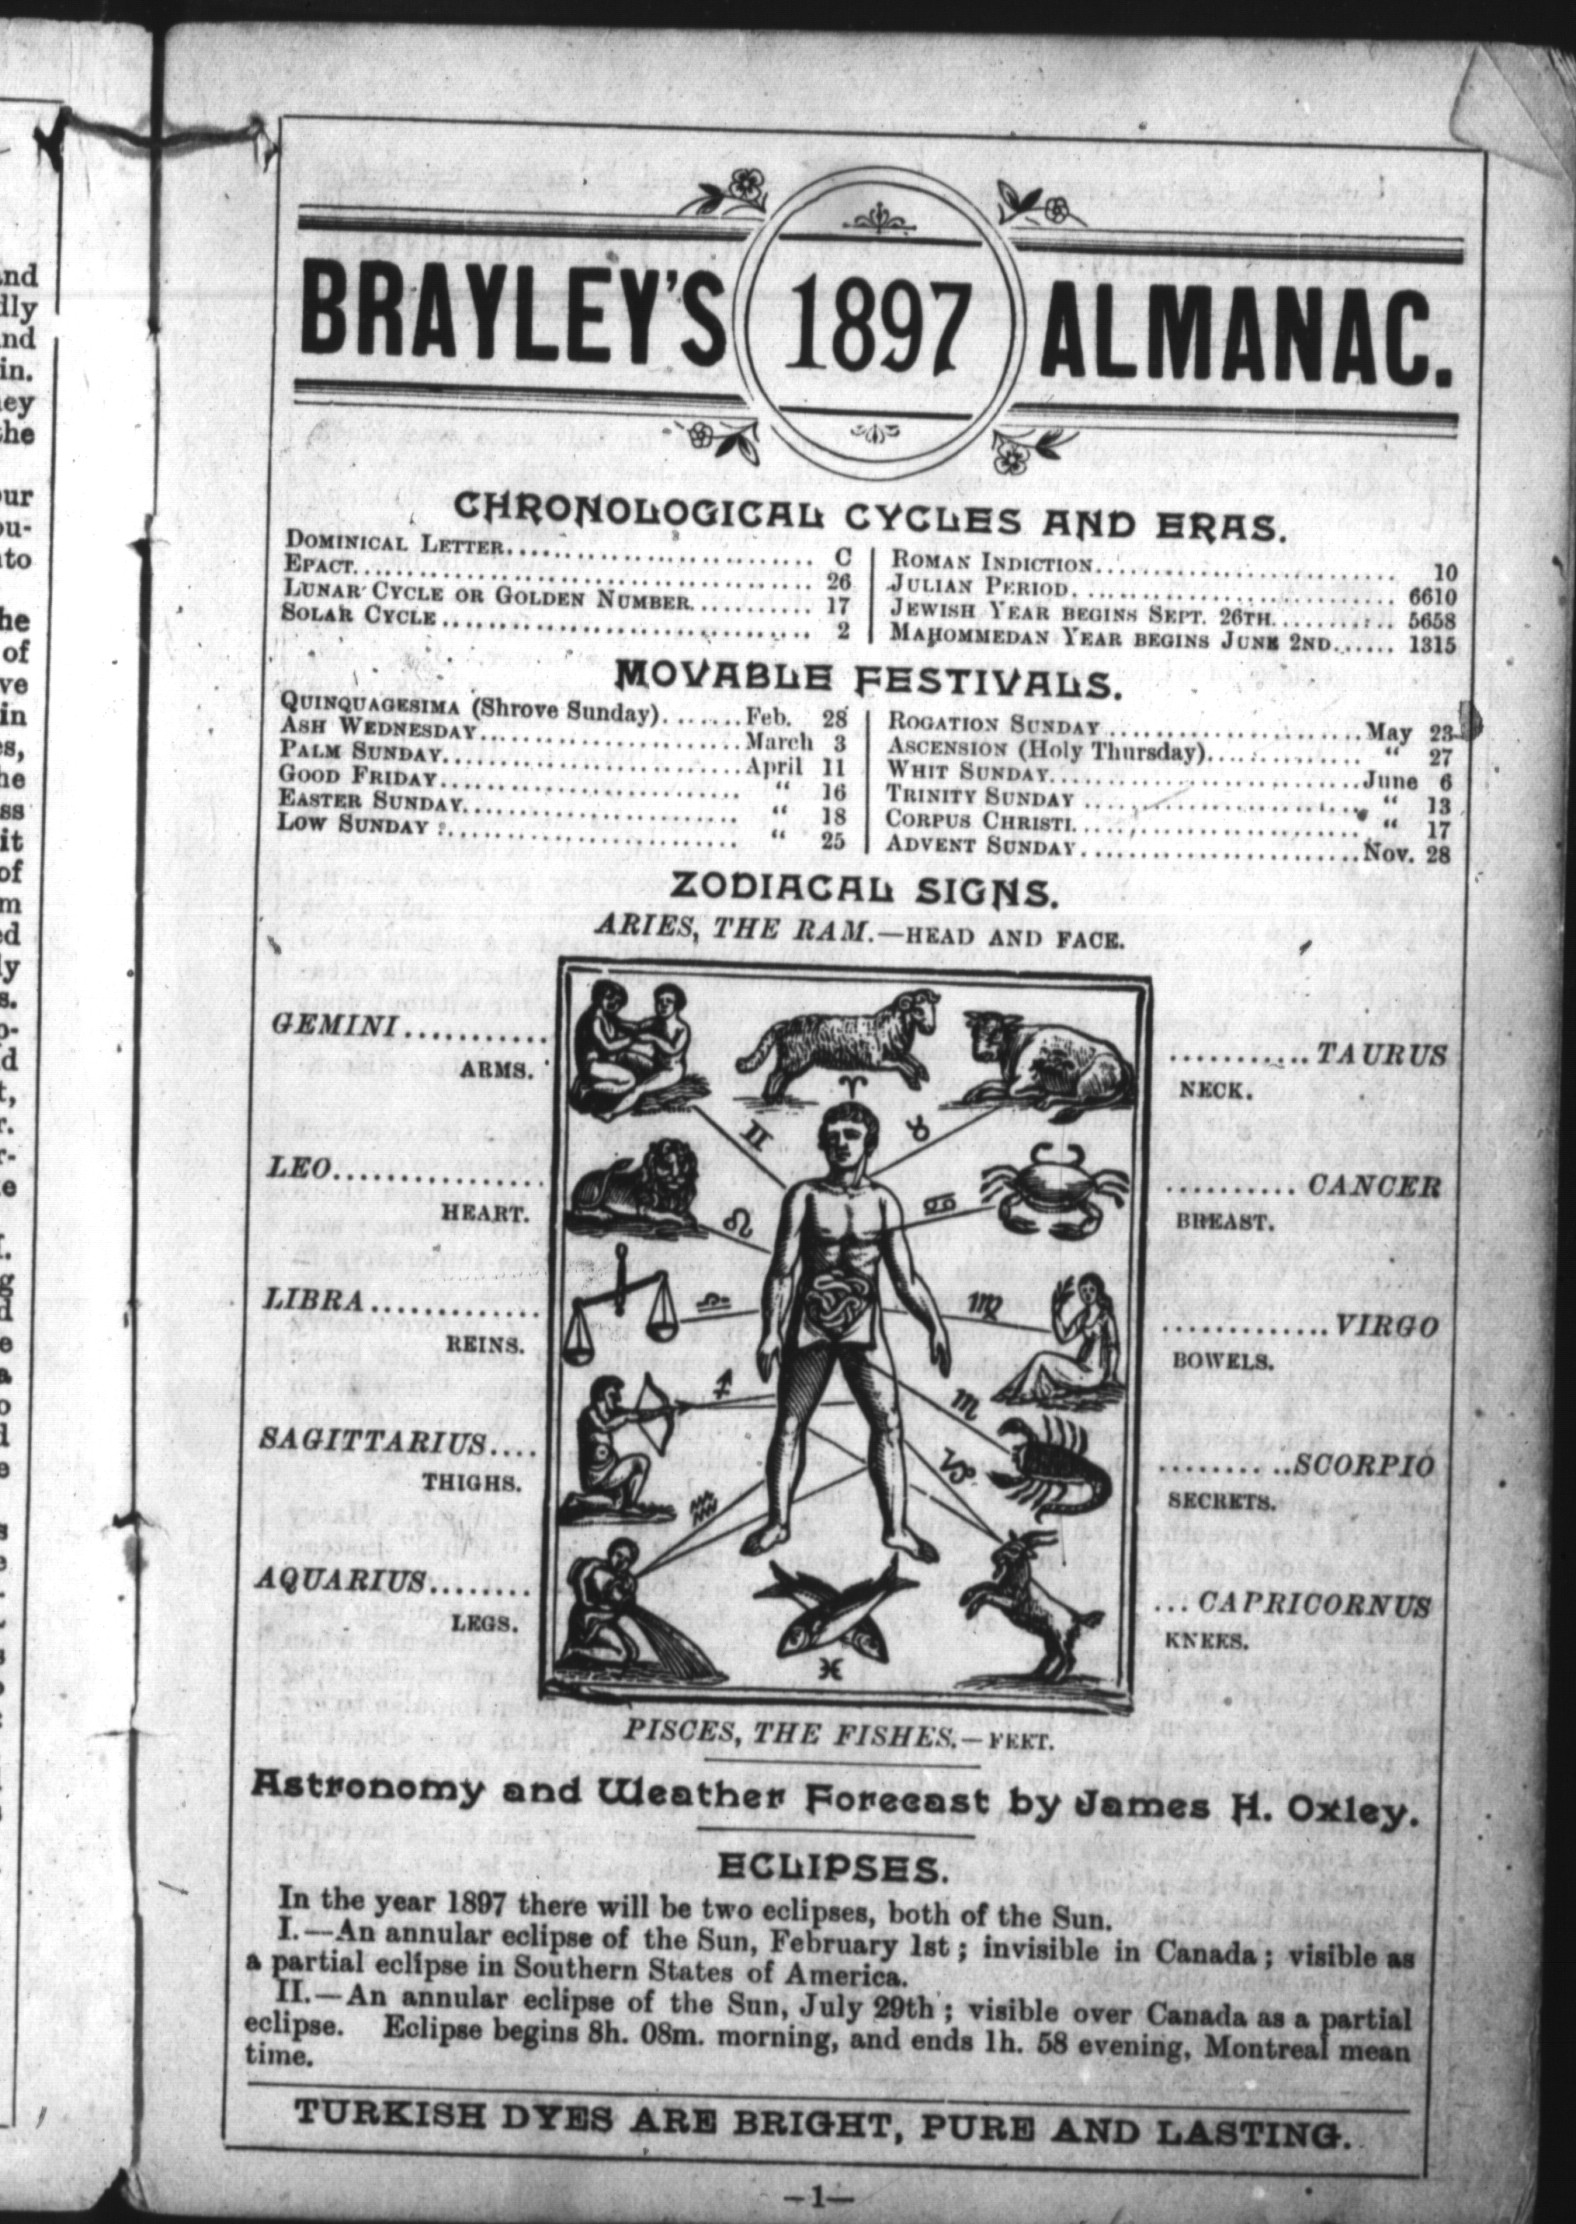 BRAYLEY'S 1897 ALMANAC.
CHRONOLOGICAL CYCLES AND ERAS.
DOMINICAL LETTER.................... C
EPACT.................... 26
LUNAR CYCLE OR GOLDEN NUMBER........... 17
SOLAR CYCLE.................... 2
ROMAN INDICTION.................... 10
JULIAN PERIOD.................... 6610
JEWISH YEAR BEGINS SEPT. 26TH........... 5658
MAHOMMEDAN YEAR BEGINS JUNE 2ND...... 1315
MOVABLE FESTIVALS.
QUINQUAGESIMA (Shrove Sunday).......Feb. 28
ASH WEDNESDAY....................March 3
PALM SUNDAY....................April 11
GOOD FRIDAY.................... " 16
EASTER SUNDAY.................... " 18
LOW SUNDAY.................... " 25
ROGATION SUNDAY....................May 23
ASCENSION (Holy Thursday)........... " 27
WHIT SUNDAY....................June 6
TRINITY SUNDAY.................... " 13
CORPUS CHRISTI.................... " 17
ADVENT SUNDAY....................Nov. 28
ZODIACAL SIGNS.
ARIES, THE RAM.—HEAD AND FACE.
GEMINI...........
ARMS.
...........TAURUS
NECK.
LEO...............
HEART.
..........CANCER
BREAST.
LIBRA.............
REINS.
.............VIRGO
BOWELS.
SAGITTARIUS....
THIGHS.
..........SCORPIO
SECRETS.
AQUARIUS........
LEGS.
...CAPRICORNUS
KNEES.
♈
♊ ♉
♌ ♋
♎ ♍
♐ ♏
♒ ♑
♓
PISCES, THE FISHES.—FEET.
Astronomy and Weather Forecast by James H. Oxley.
ECLIPSES.
In the year 1897 there will be two eclipses, both of the Sun.
I.—An annular eclipse of the Sun, February 1st; invisible in Canada; visible as
a partial eclipse in Southern States of America.
II.—An annular eclipse of the Sun, July 29th; visible over Canada as a partial
eclipse. Eclipse begins 8h. 08m. morning, and ends 1h. 58 evening, Montreal mean
time.
TURKISH DYES ARE BRIGHT, PURE AND LASTING.
—1—